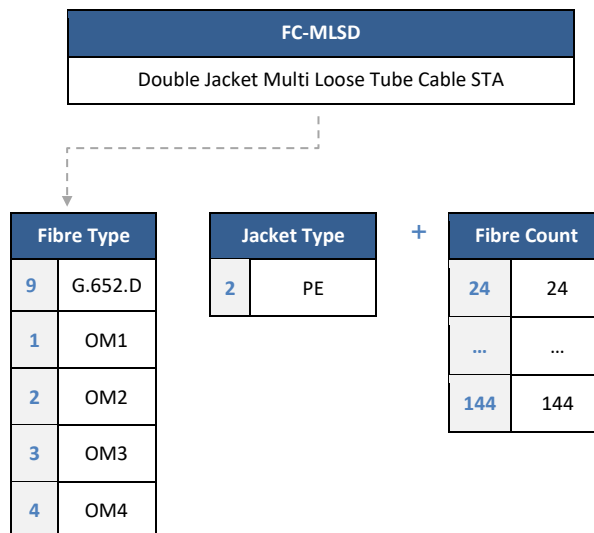 FC-MLSD
Double Jacket Multi Loose Tube Cable STA
Fibre Type
9 G.652.D
1 OM1
2 OM2
3 OM3
4 OM4
Jacket Type
2 PE
+
Fibre Count
24 24
... ...
144 144